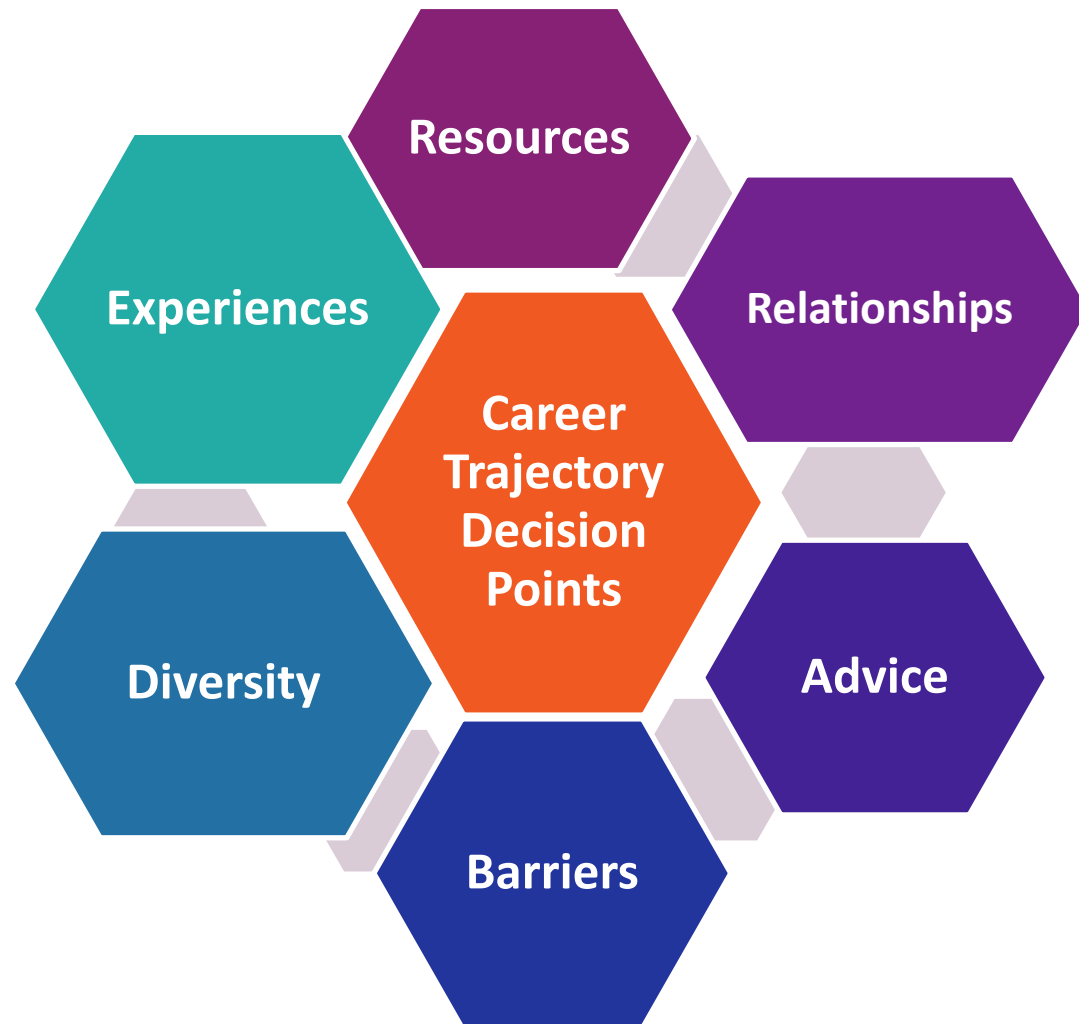 Resources
Experiences
Relationships
Career
Trajectory
Decision
Points
Diversity
Advice
Barriers